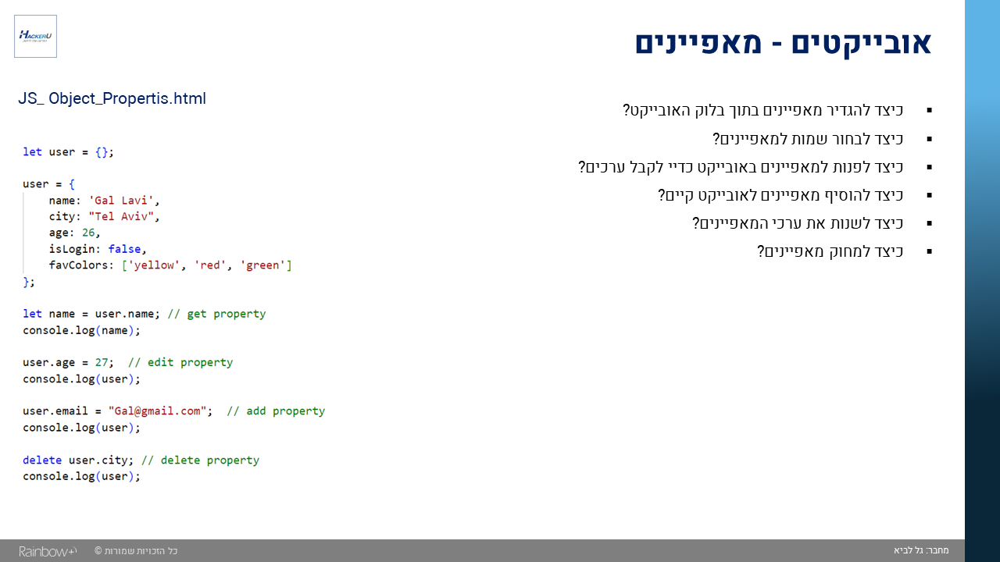 HACKERU
אובייקטים - מאפיינים
JS_ Object_Propertis.html
כיצד להגדיר מאפיינים בתוך בלוק האובייקט?
כיצד לבחור שמות למאפיינים?
כיצד לפנות למאפיינים באובייקט כדיי לקבל ערכים?
כיצד להוסיף מאפיינים לאובייקט קיים?
כיצד לשנות את ערכי המאפיינים?
כיצד למחוק מאפיינים?
let user = {};
user = {
name: 'Gal Lavi',
city: "Tel Aviv",
age: 26,
isLogin: false,
favColors: ['yellow', 'red', 'green']
};
let name = user.name; // get property
console.log(name);
user.age = 27;  // edit property
console.log(user);
user.email = "Gal@gmail.com";  // add property
console.log(user);
delete user.city; // delete property
console.log(user);
מחבר: גל לביא
כל הזכויות שמורות ©
Rainbow+